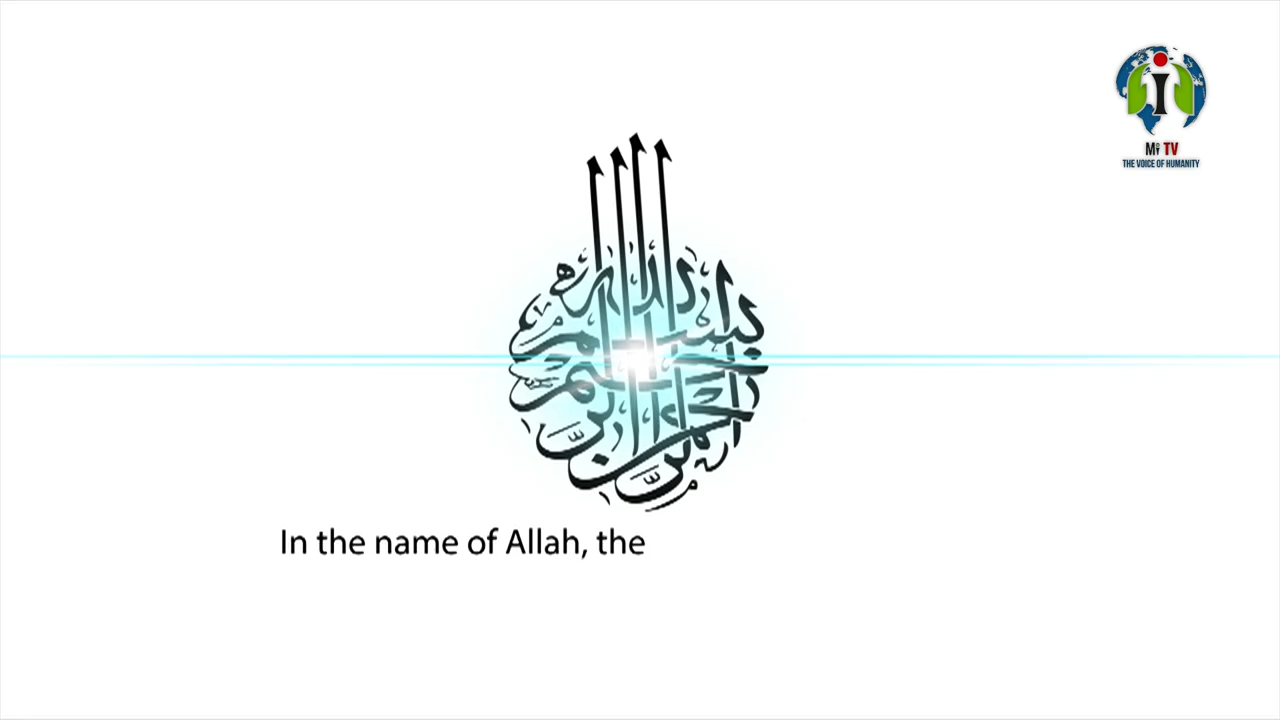 Mi TV
THE VOICE OF HUMANITY
بسم الله الرحمن الرحيم
In the name of Allah, the